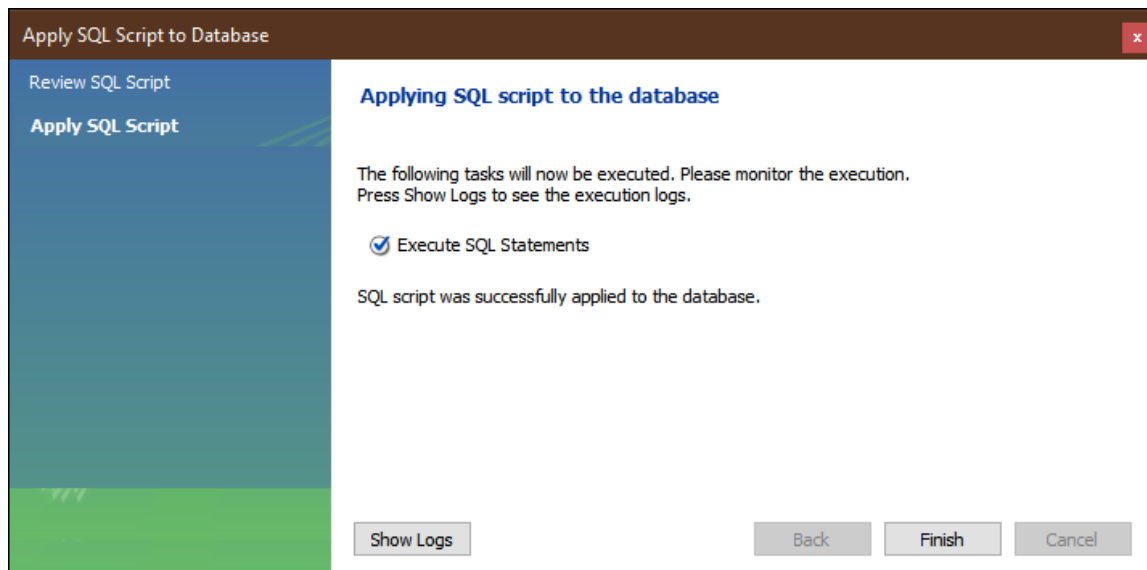 Apply SQL Script to Database
x
Review SQL Script
Apply SQL Script
Applying SQL script to the database
The following tasks will now be executed. Please monitor the execution.
Press Show Logs to see the execution logs.
Execute SQL Statements
SQL script was successfully applied to the database.
Show Logs
Back
Finish
Cancel